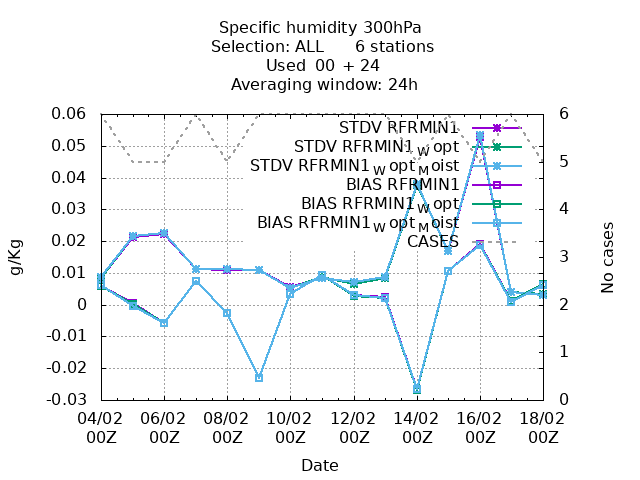 Specific humidity 300hPa
Selection: ALL 6 stations
Used 00 + 24
Averaging window: 24h
0.06 6
STDV RFRMIN1
0.05 5
STDV RFRMIN1_W opt
STDV RFRMIN1_W opt_M oist
0.04 4
BIAS RFRMIN1
0.03
BIAS RFRMIN1_W opt
BIAS RFRMIN1_W opt_M oist
0.02 3
CASES
0.01
0 2
-0.01
-0.02 1
-0.03 0
g/Kg
No cases
04/02 06/02 08/02 10/02 12/02 14/02 16/02 18/02
00Z 00Z 00Z 00Z 00Z 00Z 00Z 00Z
Date